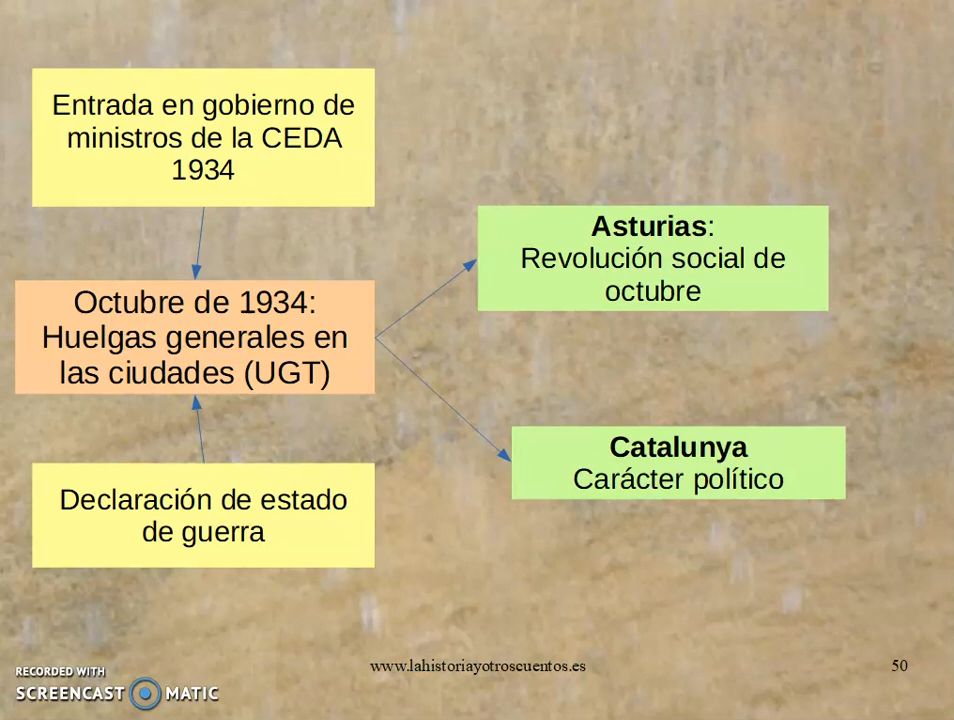 Entrada en gobierno de
ministros de la CEDA
1934
Octubre de 1934:
Huelgas generales en
las ciudades (UGT)
Declaración de estado
de guerra
Asturias:
Revolución social de
octubre
Catalunya
Carácter político
www.lahistoriayotroscuentos.es
50
RECORDED WITH
SCREENCAST MATIC